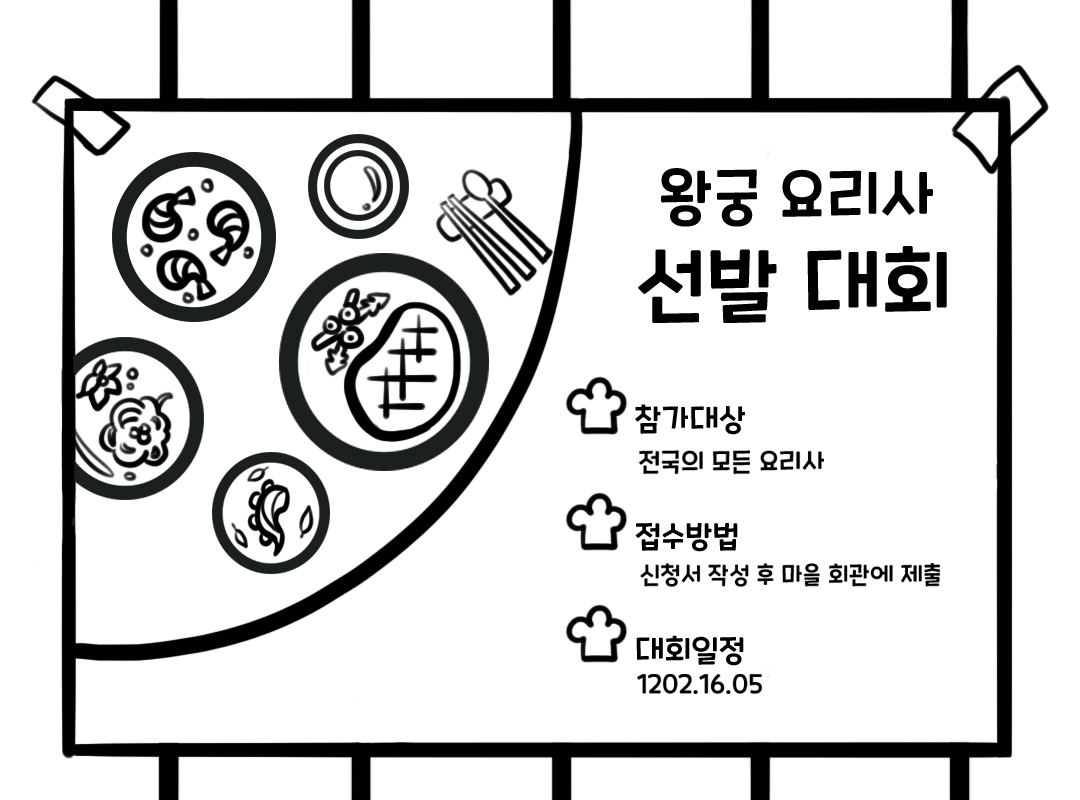 왕궁 요리사
선발 대회
참가대상
전국의 모든 요리사
접수방법
신청서 작성 후 마을 회관에 제출
대회일정
1202.16.05